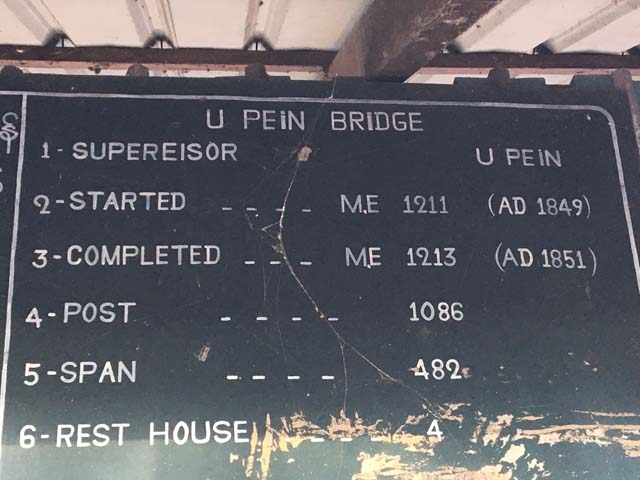 U PEIN BRIDGE
1 - SUPEREISOR U PEIN
2 - STARTED _ _ _ _ M.E 1211 (AD 1849)
3 - COMPLETED _ _ _ M.E 1213 (AD 1851)
4 - POST _ _ _ _ 1086
5 - SPAN _ _ _ _ 482
6 - REST HOUSE _ _ _ 4